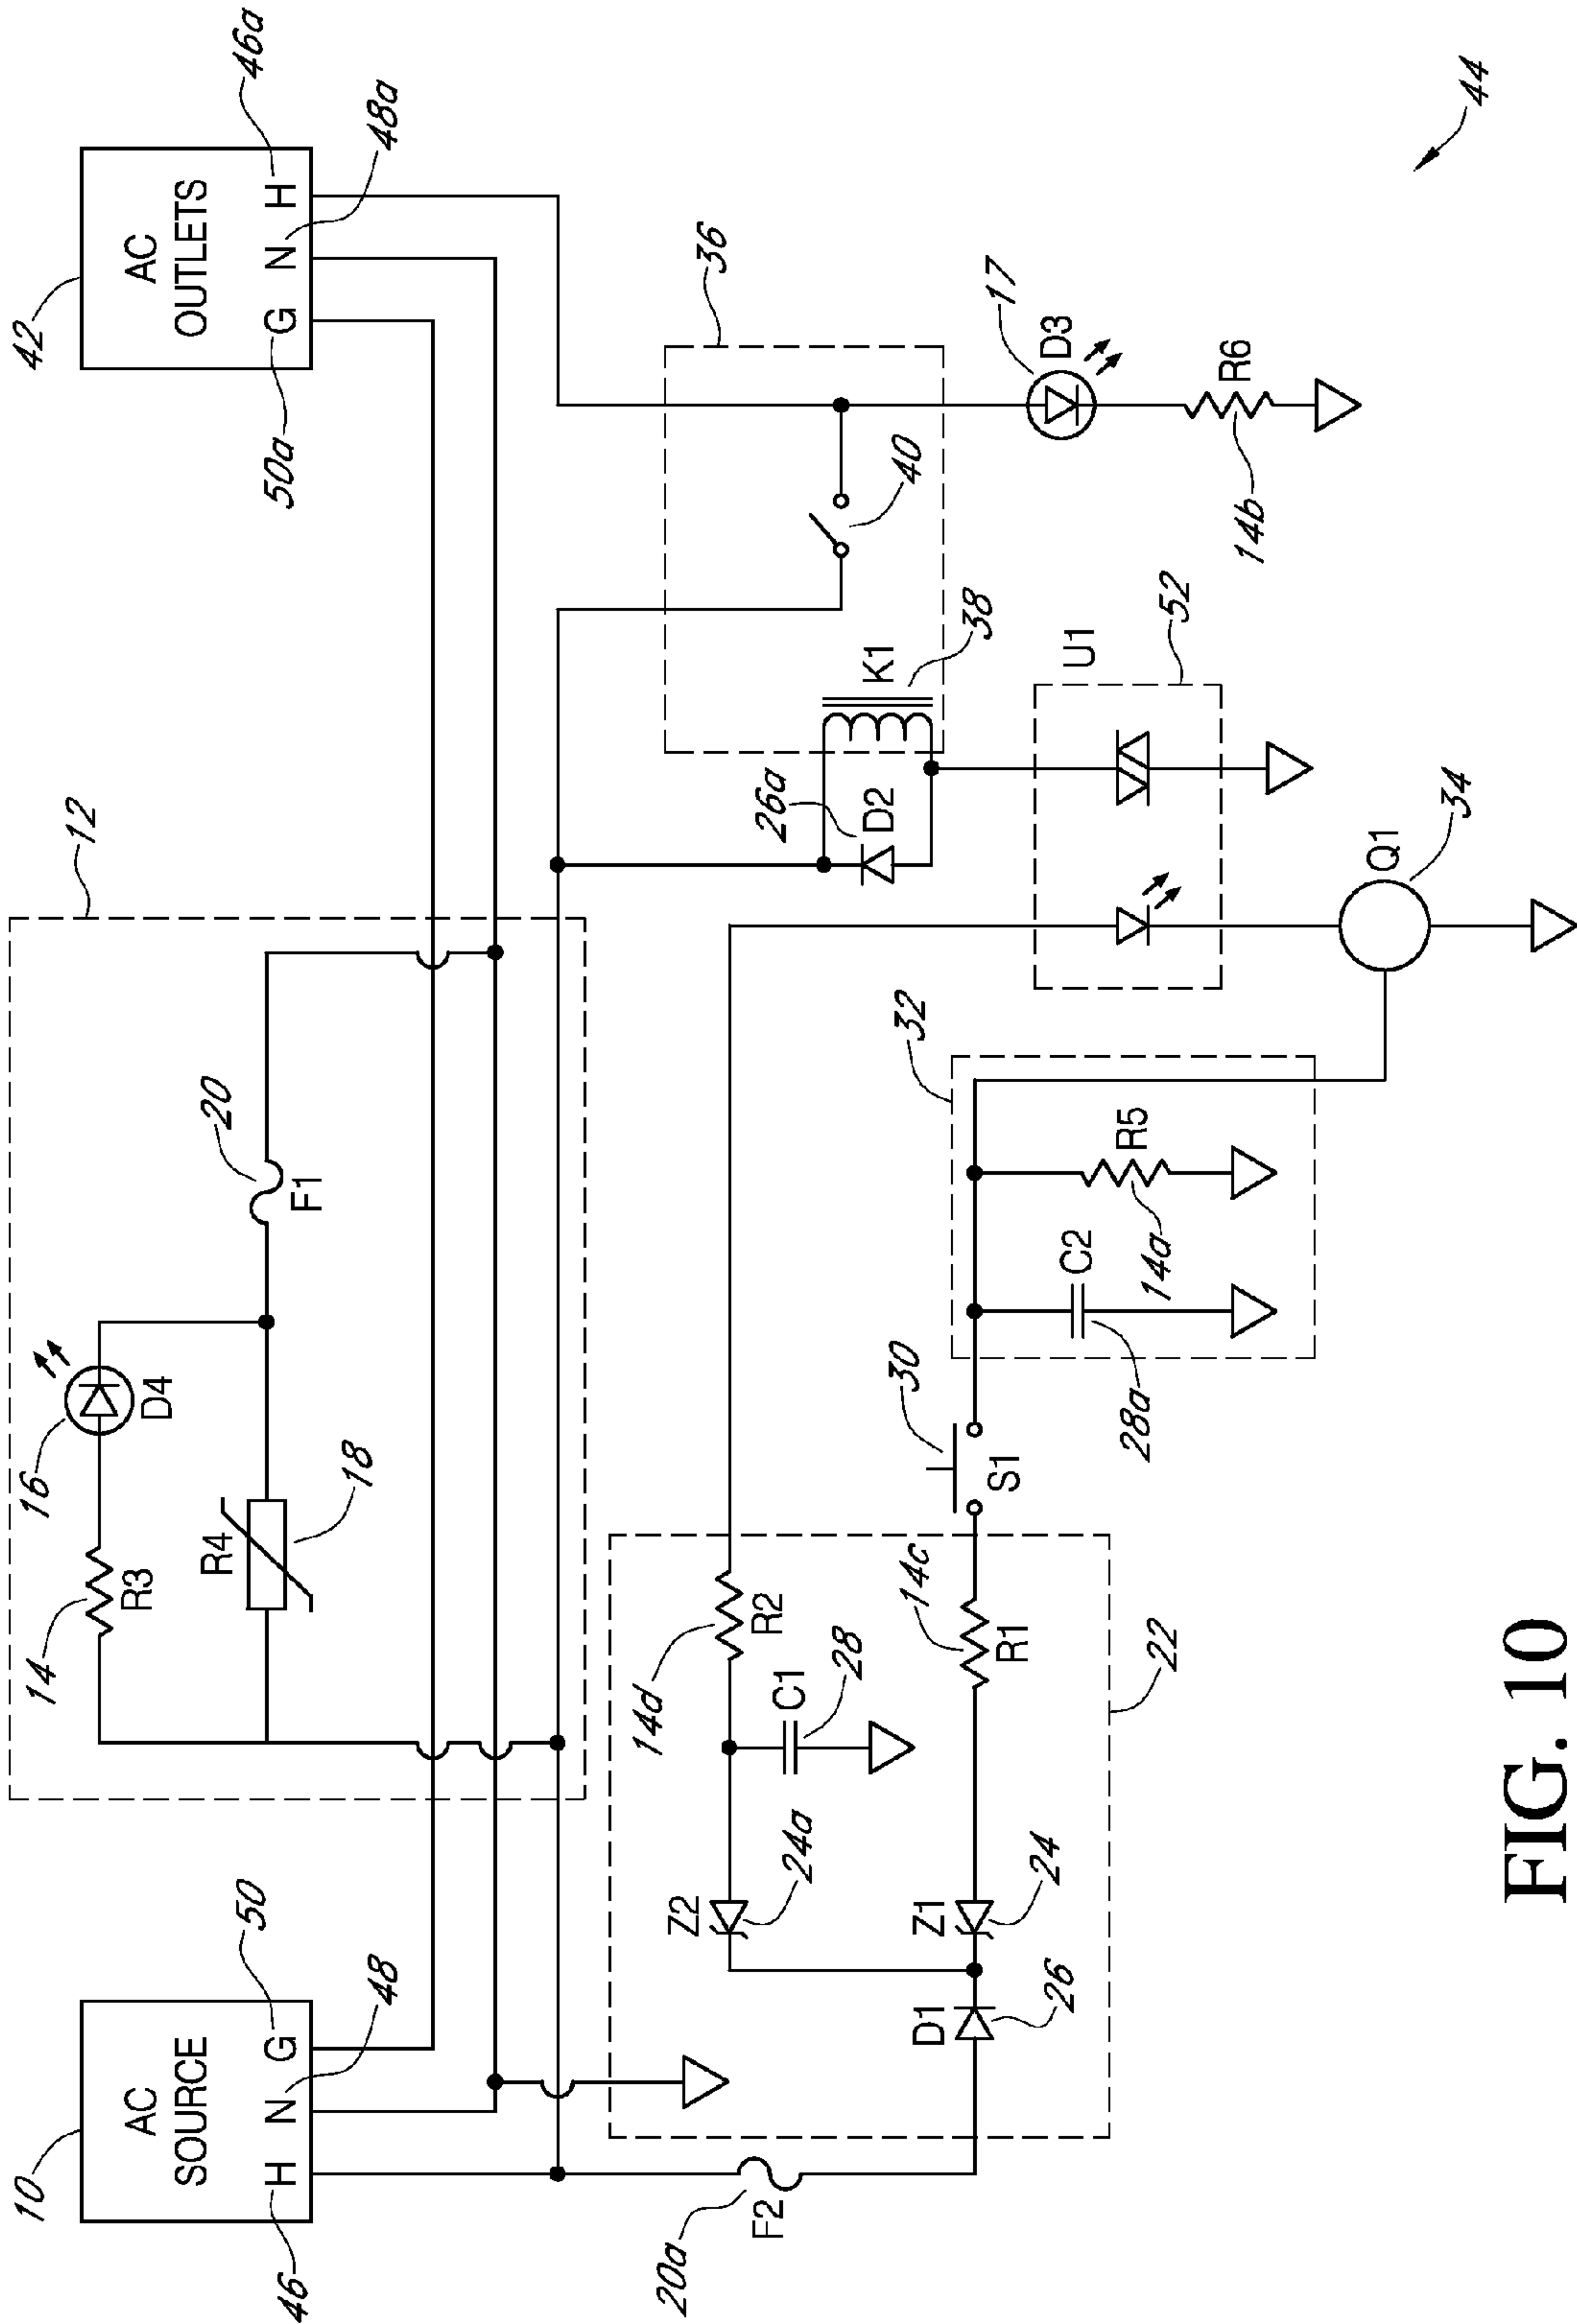 10
AC
SOURCE
H
N
G
46
48
50
12
14
R3
16
D4
R4
18
20
F1
42
AC
OUTLETS
G
N
H
50a
48a
46a
20a
F2
22
D1
26
Z2
24a
Z1
24
14d
R2
C1
28
14c
R1
30
S1
32
C2
28a
R5
14a
26a
D2
K1
38
36
40
17
D3
R6
14b
U1
52
Q1
34
44
FIG. 10